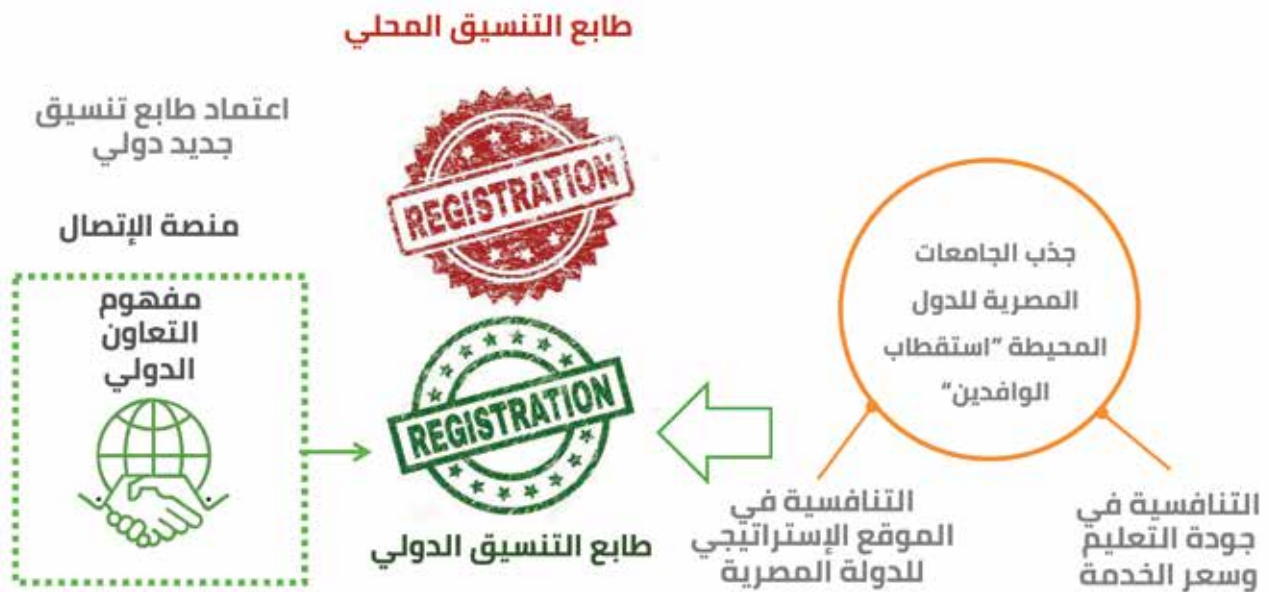 طابع التنسيق المحلي
REGISTRATION
جذب الجامعات
المصرية للدول
المحيطة "استقطاب
الوافدين"
التنافسية في
جودة التعليم
وسعر الخدمة
التنافسية في
الموقع الإستراتيجي
للدولة المصرية
REGISTRATION
طابع التنسيق الدولي
اعتماد طابع تنسيق
جديد دولي
منصة الإتصال
مفهوم
التعاون
الدولي